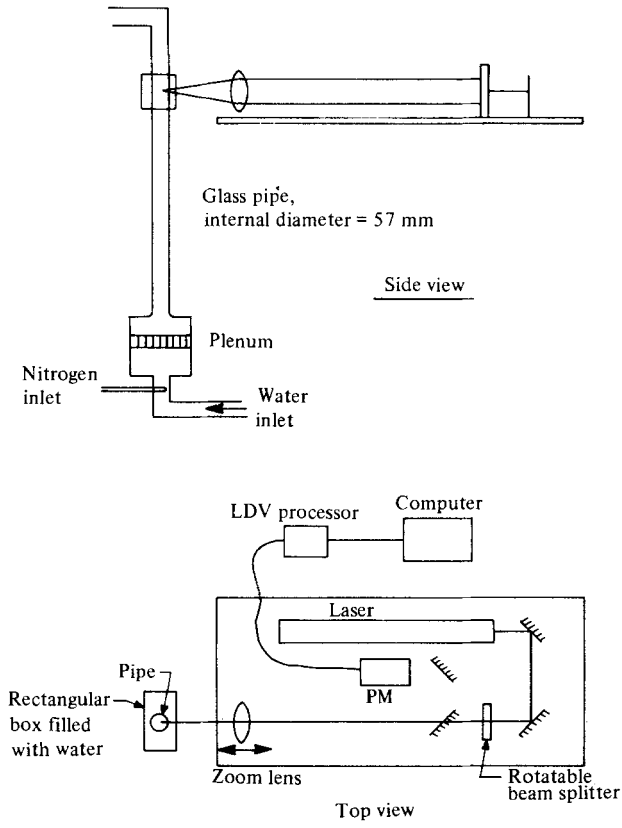 Glass pipe,
internal diameter = 57 mm
Side view
Plenum
Nitrogen
inlet
Water
inlet
LDV processor
Computer
Laser
PM
Pipe
Rectangular
box filled
with water
Zoom lens
Rotatable
beam splitter
Top view